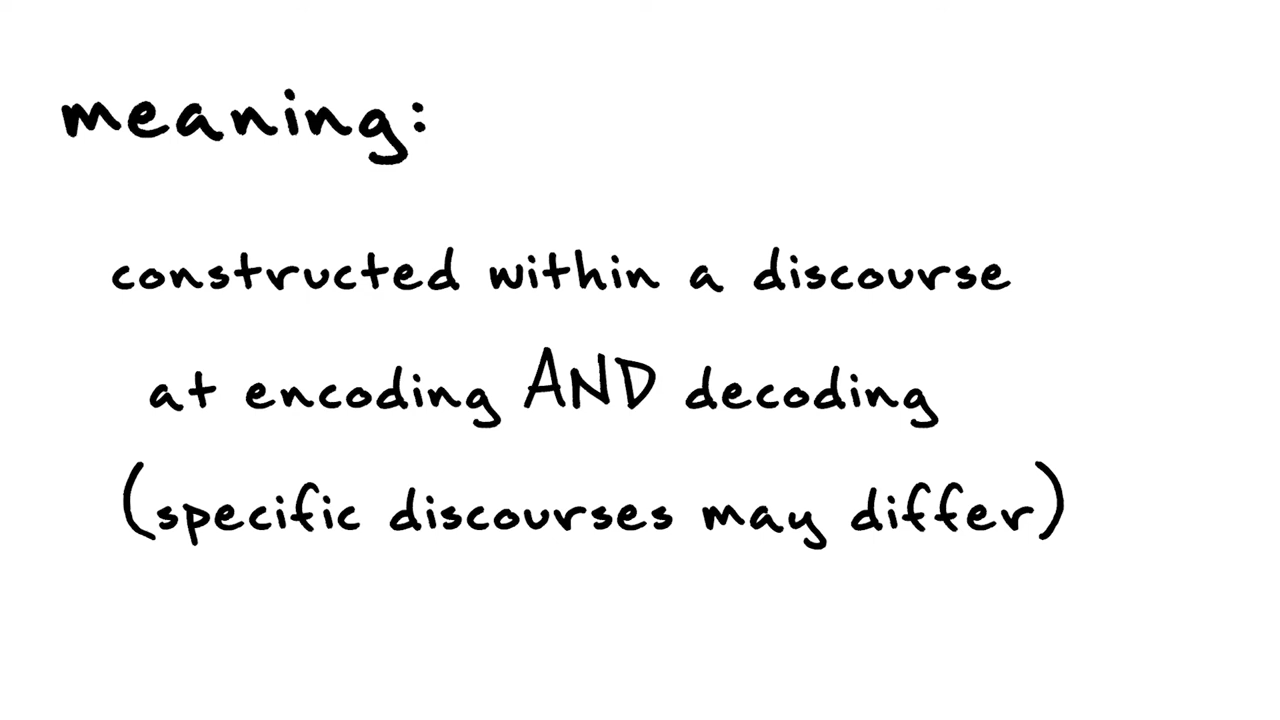 meaning:
constructed within a discourse
at encoding AND decoding
(specific discourses may differ)